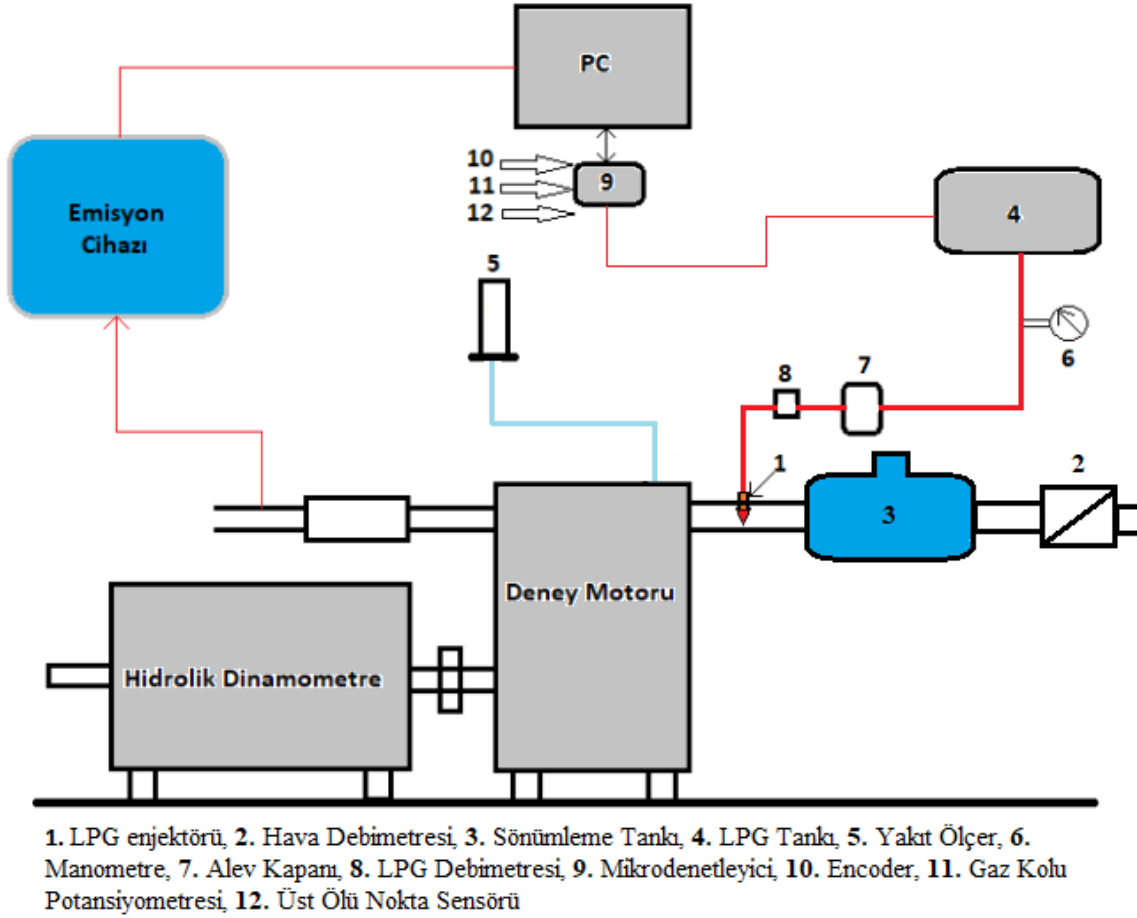 PC
10
11
12
9
Emisyon
Cihazı
4
5
6
7
8
1
2
3
Deney Motoru
Hidrolik Dinamometre
1. LPG enjektörü, 2. Hava Debimetresi, 3. Sönümleme Tankı, 4. LPG Tankı, 5. Yakıt Ölçer, 6.
Manometre, 7. Alev Kapanı, 8. LPG Debimetresi, 9. Mikrodenetleyici, 10. Encoder, 11. Gaz Kolu
Potansiyometresi, 12. Üst Ölü Nokta Sensörü